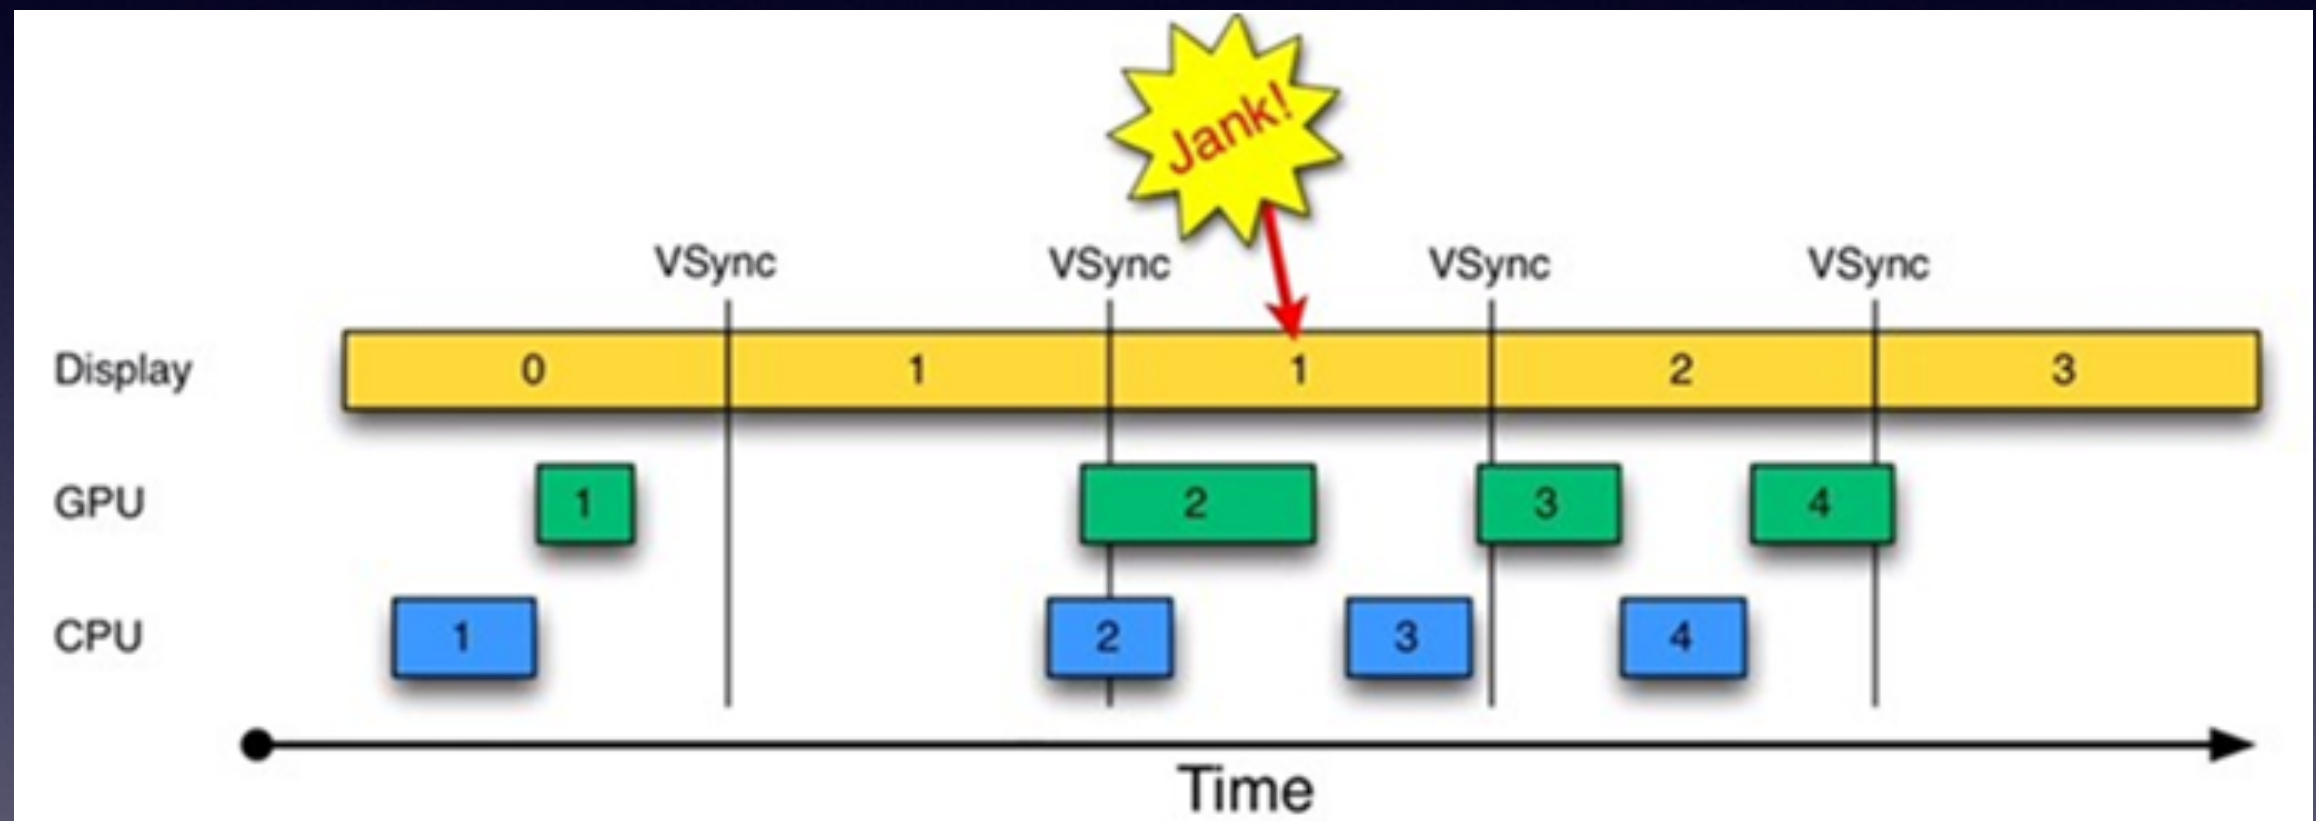 Jank!
VSync VSync VSync VSync
Display 0 1 1 2 3
GPU 1 2 3 4
CPU 1 2 3 4
Time